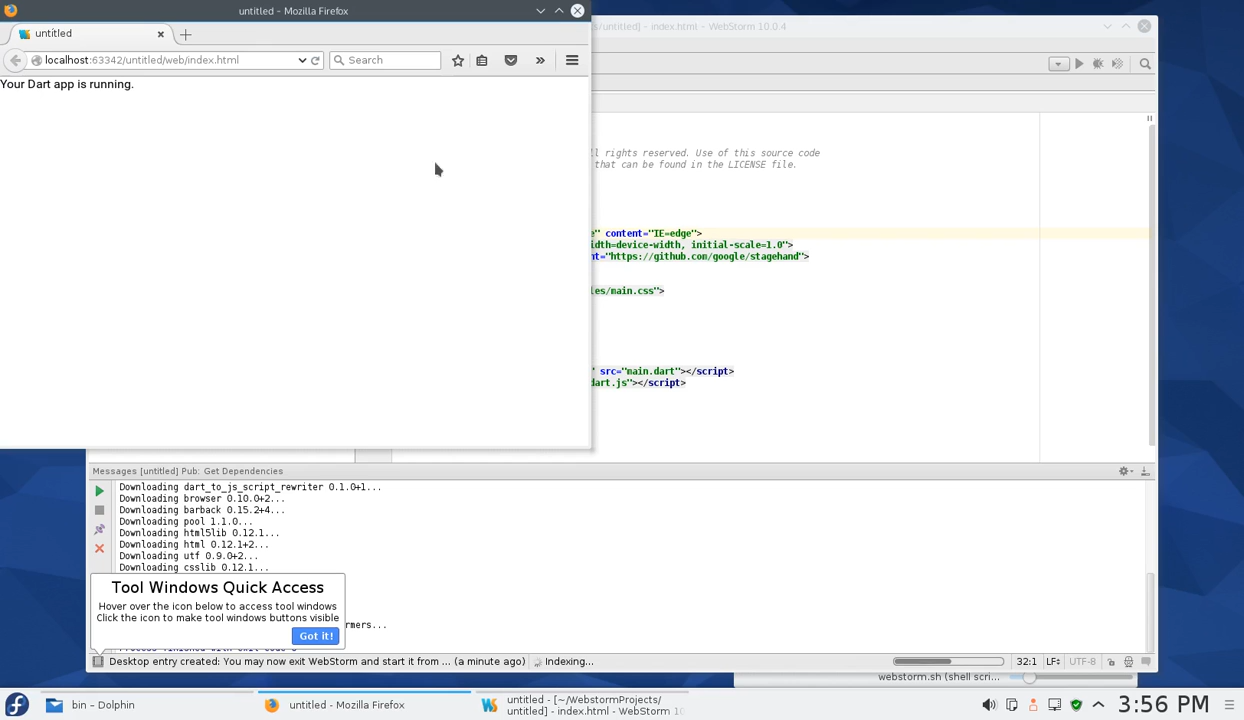 untitled - Mozilla Firefox
s/untitled] - index.html - WebStorm 10.0.4
untitled
localhost:63342/untitled/web/index.html
Search
Your Dart app is running.
ll rights reserved. Use of this source code
that can be found in the LICENSE file.
e" content="IE=edge">
idth=device-width, initial-scale=1.0">
nt="https://github.com/google/stagehand">
les/main.css">
" src="main.dart"></script>
dart.js"></script>
Messages [untitled] Pub: Get Dependencies
Downloading dart_to_js_script_rewriter 0.1.0+1...
Downloading browser 0.10.0+2...
Downloading barback 0.15.2+4...
Downloading pool 1.1.0...
Downloading html5lib 0.12.1...
Downloading html 0.12.1+2...
Downloading utf 0.9.0+2...
Downloading csslib 0.12.1...
Tool Windows Quick Access
Hover over the icon below to access tool windows
Click the icon to make tool windows buttons visible
rmers...
Got it!
Desktop entry created: You may now exit WebStorm and start it from ... (a minute ago)
Indexing...
32:1
LF
UTF-8
webstorm.sh (shell scri...
bin – Dolphin
untitled - Mozilla Firefox
untitled - [~/WebstormProjects/
untitled] - index.html - WebStorm 10
3:56 PM